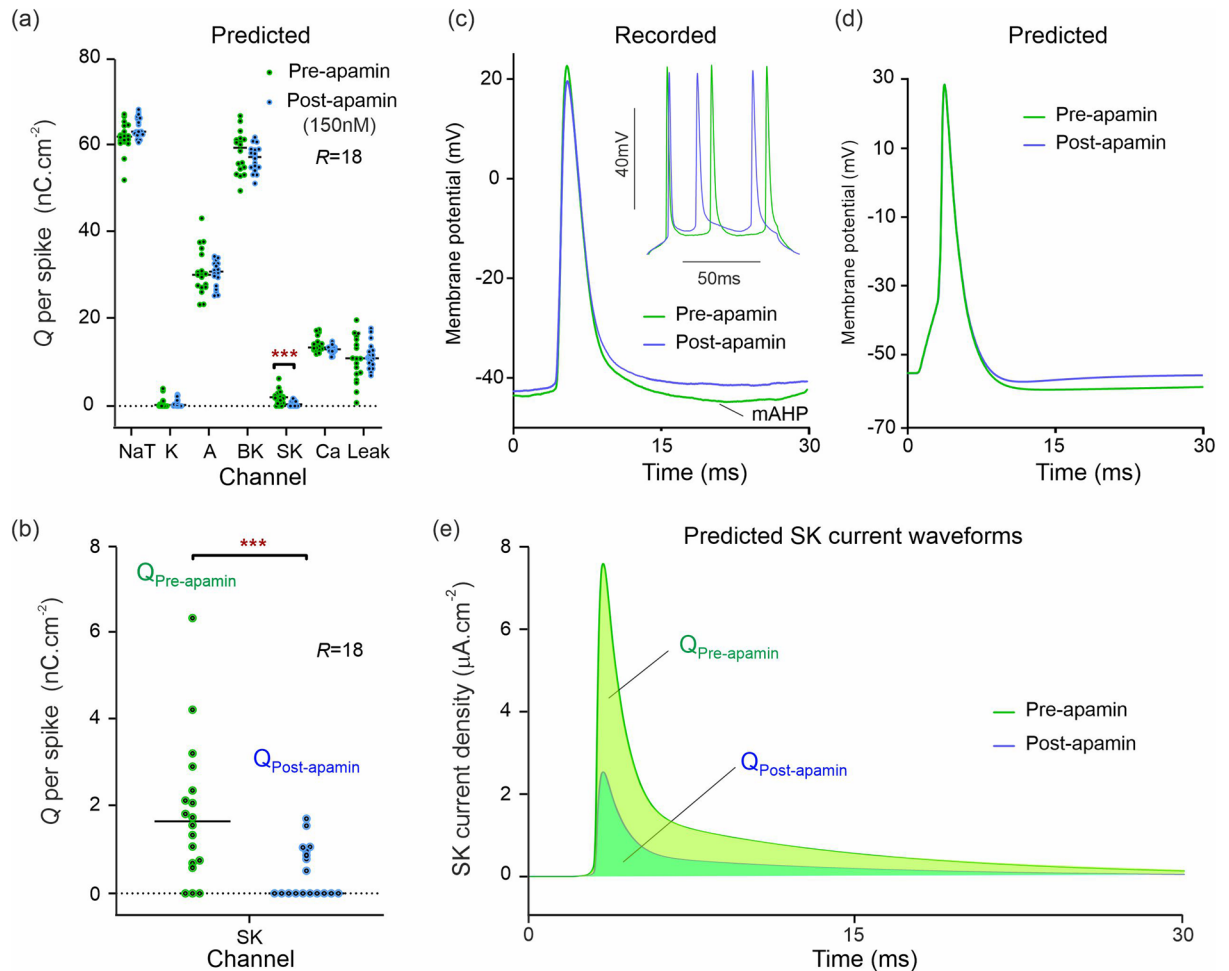 (a)
Predicted
80
60
40
20
0
Q per spike (nC.cm-2)
Pre-apamin
Post-apamin
(150nM)
R=18
***
NaT K A BK SK Ca Leak
Channel
(c)
Recorded
20
0
-20
-40
Membrane potential (mV)
40mV
50ms
Pre-apamin
Post-apamin
mAHP
0 15 30
Time (ms)
(d)
Predicted
30
10
-10
-30
-50
-70
Membrane potential (mV)
Pre-apamin
Post-apamin
0 15 30
Time (ms)
(b)
8
6
4
2
0
Q per spike (nC.cm-2)
***
QPre-apamin
R=18
QPost-apamin
SK
Channel
(e)
Predicted SK current waveforms
8
6
4
2
0
SK current density (µA.cm-2)
QPre-apamin
QPost-apamin
Pre-apamin
Post-apamin
0 15 30
Time (ms)